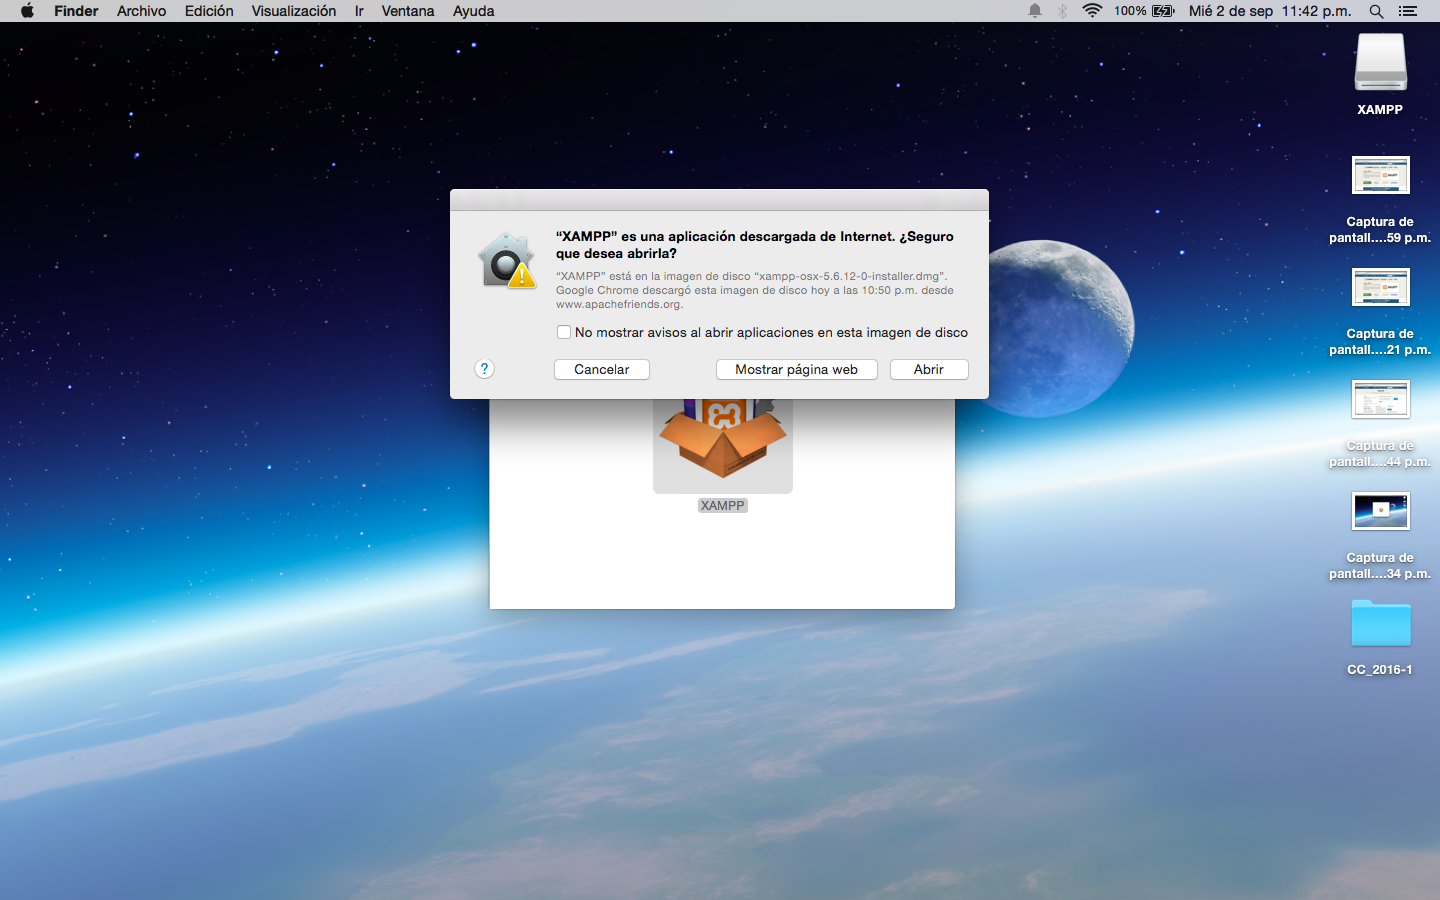 Finder Archivo Edición Visualización Ir Ventana Ayuda 100% Mié 2 de sep 11:42 p.m.
“XAMPP” es una aplicación descargada de Internet. ¿Seguro
que desea abrirla?
“XAMPP” está en la imagen de disco “xampp-osx-5.6.12-0-installer.dmg”.
Google Chrome descargó esta imagen de disco hoy a las 10:50 p.m. desde
www.apachefriends.org.
No mostrar avisos al abrir aplicaciones en esta imagen de disco
? Cancelar Mostrar página web Abrir
XAMPP
XAMPP
Captura de
pantall....59 p.m.
Captura de
pantall....21 p.m.
Captura de
pantall....44 p.m.
Captura de
pantall....34 p.m.
CC_2016-1